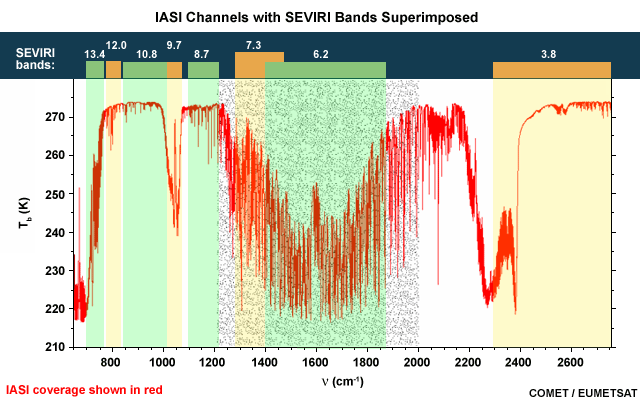 IASI Channels with SEVIRI Bands Superimposed
SEVIRI
bands:
13.4 12.0 10.8 9.7 8.7 7.3 6.2 3.8
270
260
250
240
230
220
210
T_b (K)
800 1000 1200 1400 1600 1800 2000 2200 2400 2600
ν (cm⁻¹)
IASI coverage shown in red
COMET / EUMETSAT